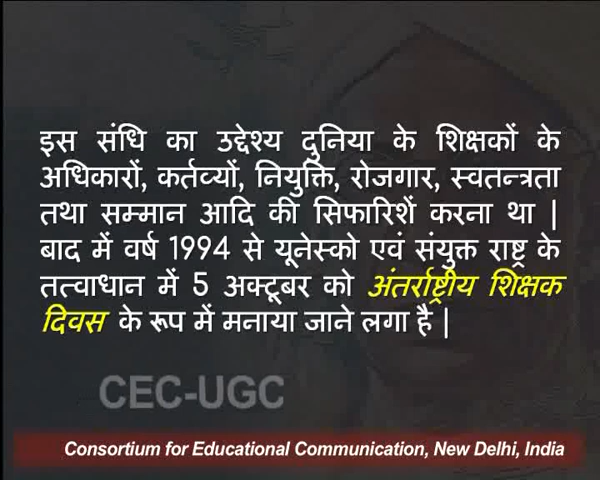 इस संधि का उद्देश्य दुनिया के शिक्षकों के
अधिकारों, कर्तव्यों, नियुक्ति, रोजगार, स्वतन्त्रता
तथा सम्मान आदि की सिफारिशें करना था |
बाद में वर्ष 1994 से यूनेस्को एवं संयुक्त राष्ट्र के
तत्वाधान में 5 अक्टूबर को अंतर्राष्ट्रीय शिक्षक
दिवस के रूप में मनाया जाने लगा है |
CEC-UGC
Consortium for Educational Communication, New Delhi, India